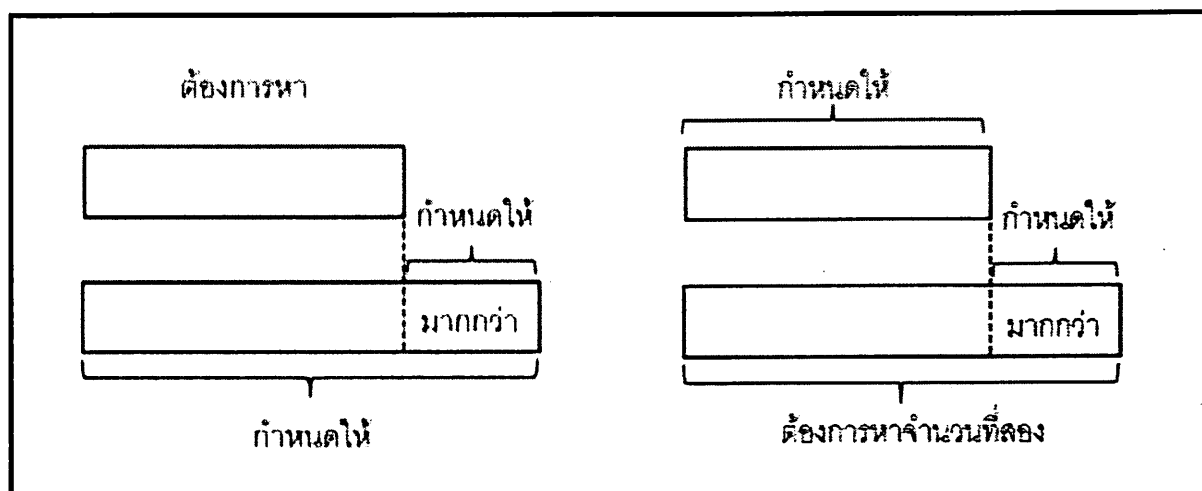 ต้องการหา
กำหนดให้
กำหนดให้
กำหนดให้
มากกว่า
มากกว่า
กำหนดให้
ต้องการหาจำนวนที่สอง